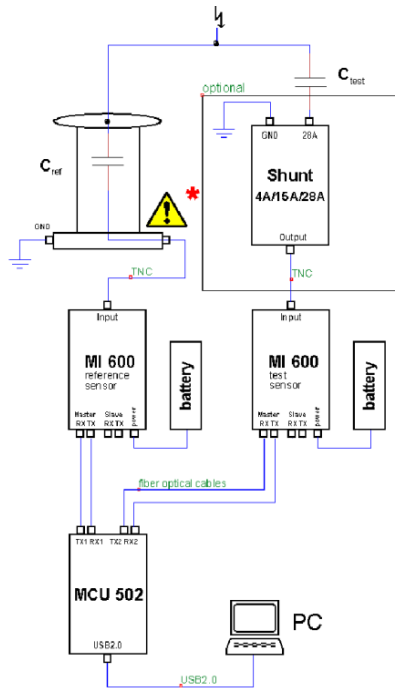 C test
optional
GND 28A
Shunt
4A/15A/28A
Output
C ref
GND
*
TNC
TNC
Input
MI 600
reference
sensor
Master Slave power
RX TX RX TX
battery
Input
MI 600
test
sensor
Master Slave power
RX TX RX TX
battery
fiber optical cables
TX1 RX1 TX2 RX2
MCU 502
USB2.0
PC
USB2.0